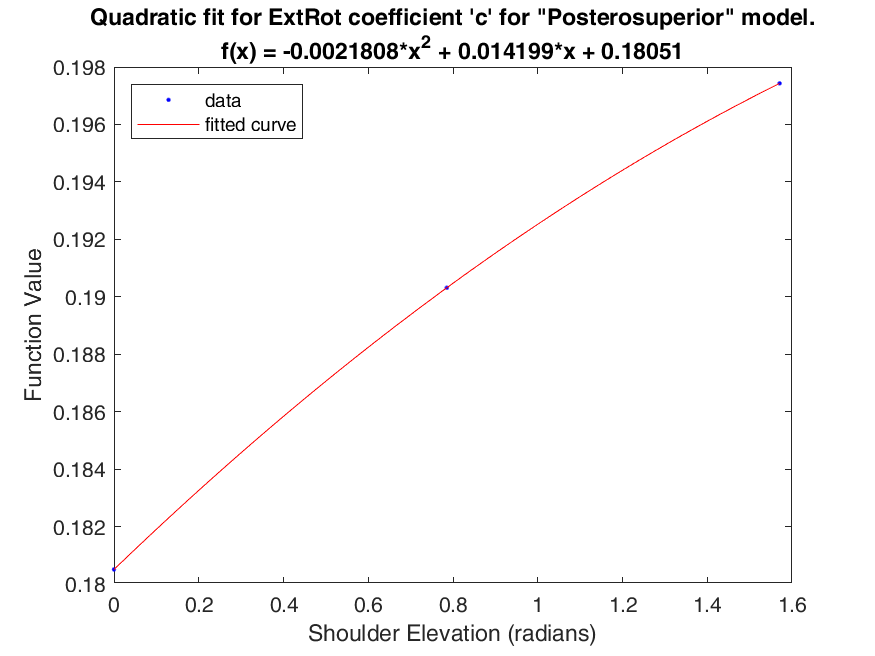 Quadratic fit for ExtRot coefficient 'c' for "Posterosuperior" model.
f(x) = -0.0021808*x² + 0.014199*x + 0.18051
0.198
0.196
0.194
0.192
0.19
0.188
0.186
0.184
0.182
0.18
data
fitted curve
Function Value
0 0.2 0.4 0.6 0.8 1 1.2 1.4 1.6
Shoulder Elevation (radians)